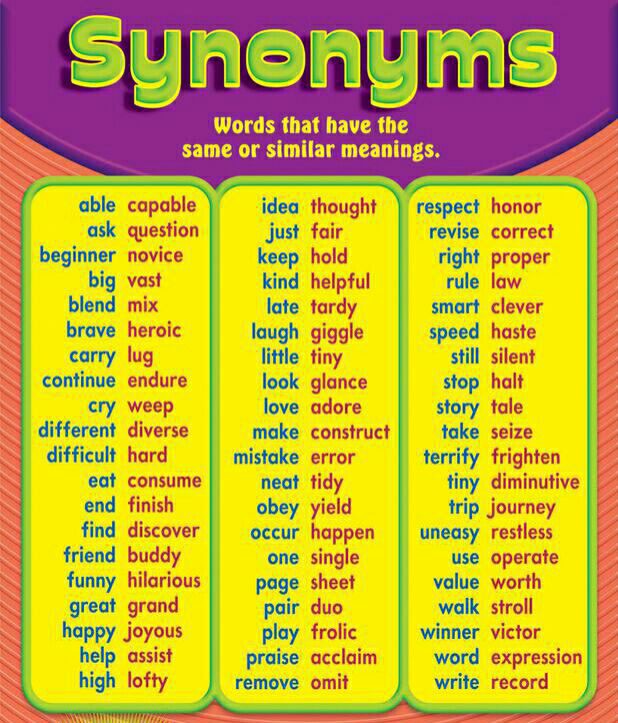 Synonyms
Words that have the
same or similar meanings.
able capable
ask question
beginner novice
big vast
blend mix
brave heroic
carry lug
continue endure
cry weep
different diverse
difficult hard
eat consume
end finish
find discover
friend buddy
funny hilarious
great grand
happy joyous
help assist
high lofty
idea thought
just fair
keep hold
kind helpful
late tardy
laugh giggle
little tiny
look glance
love adore
make construct
mistake error
neat tidy
obey yield
occur happen
one single
page sheet
pair duo
play frolic
praise acclaim
remove omit
respect honor
revise correct
right proper
rule law
smart clever
speed haste
still silent
stop halt
story tale
take seize
terrify frighten
tiny diminutive
trip journey
uneasy restless
use operate
value worth
walk stroll
winner victor
word expression
write record